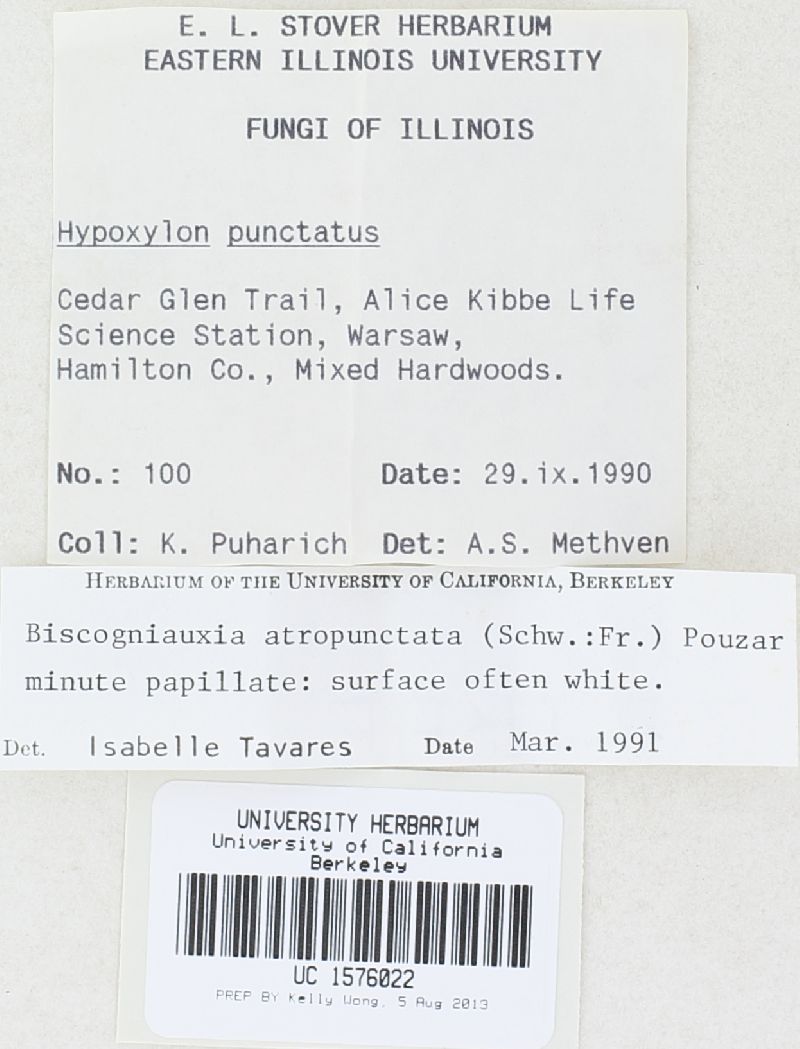 E. L. STOVER HERBARIUM
EASTERN ILLINOIS UNIVERSITY
FUNGI OF ILLINOIS
Hypoxylon punctatus
Cedar Glen Trail, Alice Kibbe Life
Science Station, Warsaw,
Hamilton Co., Mixed Hardwoods.
No.: 100 Date: 29.ix.1990
Coll: K. Puharich Det: A.S. Methven
HERBARIUM OF THE UNIVERSITY OF CALIFORNIA, BERKELEY
Biscogniauxia atropunctata (Schw.:Fr.) Pouzar
minute papillate: surface often white.
Det. Isabelle Tavares Date Mar. 1991
UNIVERSITY HERBARIUM
University of California
Berkeley
UC 1576022
PREP BY Kelly Wong, 5 Aug 2013